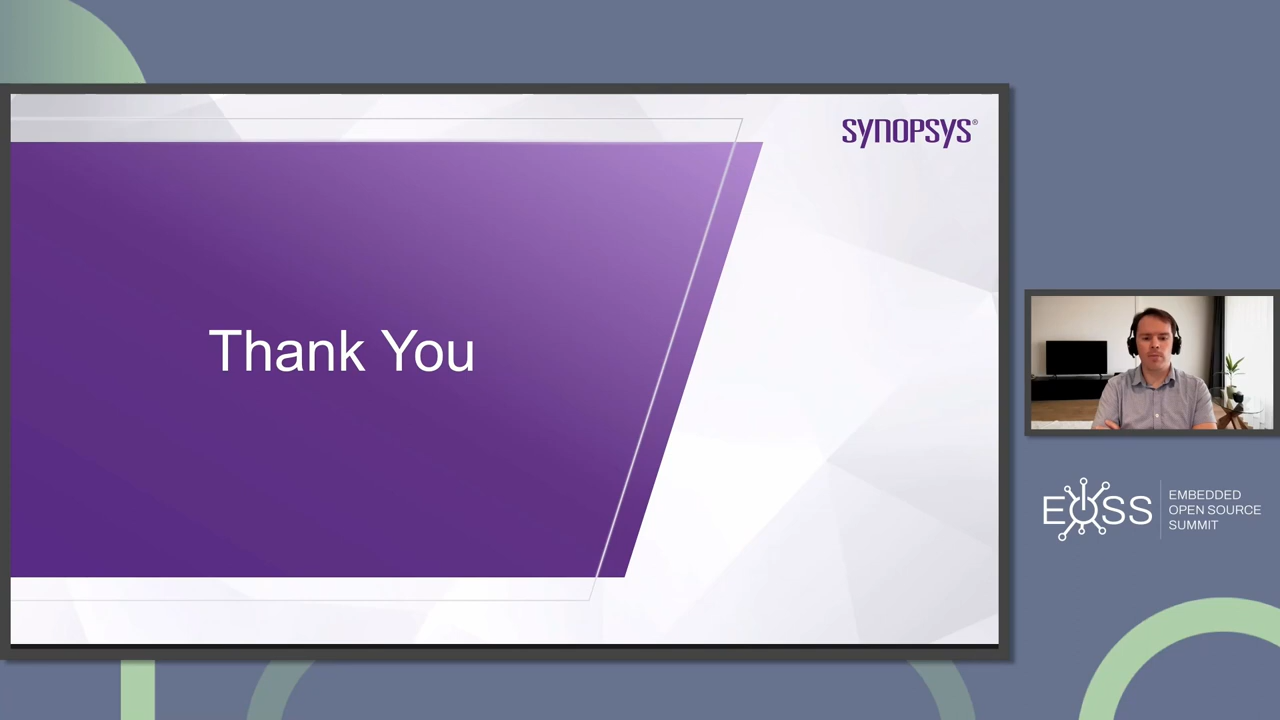 SYNOPSYS®
Thank You
EOSS
EMBEDDED
OPEN SOURCE
SUMMIT